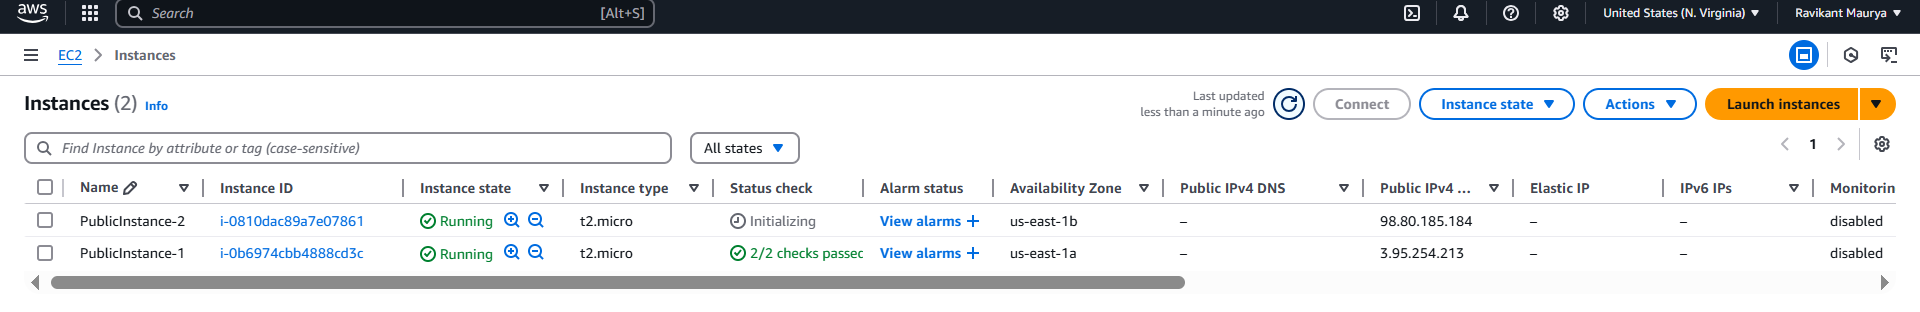 aws Search [Alt+S] United States (N. Virginia) Ravikant Maurya
EC2 Instances
Instances (2) Info Last updated less than a minute ago Connect Instance state Actions Launch instances
Find Instance by attribute or tag (case-sensitive) All states 1
Name Instance ID Instance state Instance type Status check Alarm status Availability Zone Public IPv4 DNS Public IPv4 ... Elastic IP IPv6 IPs Monitorin
PublicInstance-2 i-0810dac89a7e07861 Running t2.micro Initializing View alarms + us-east-1b – 98.80.185.184 – – disabled
PublicInstance-1 i-0b6974cbb4888cd3c Running t2.micro 2/2 checks passec View alarms + us-east-1a – 3.95.254.213 – – disabled